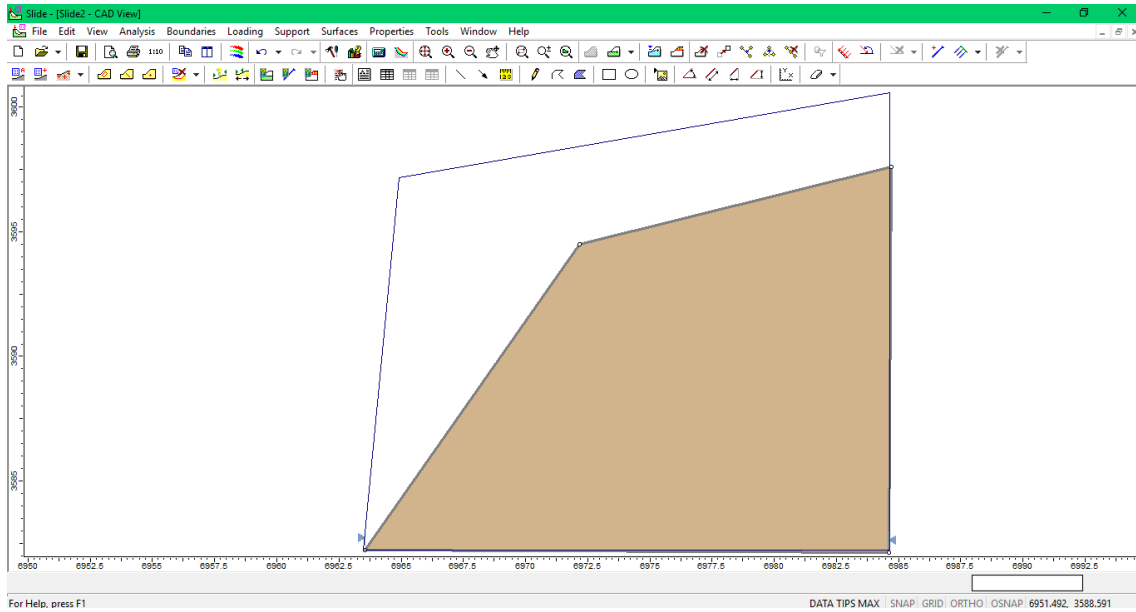 Slide - [Slide2 - CAD View]
File Edit View Analysis Boundaries Loading Support Surfaces Properties Tools Window Help
1:10
3600
3595
3590
3585
6950 6952.5 6955 6957.5 6960 6962.5 6965 6967.5 6970 6972.5 6975 6977.5 6980 6982.5 6985 6987.5 6990 6992.5
For Help, press F1
DATA TIPS MAX SNAP GRID ORTHO OSNAP 6951.492, 3588.591